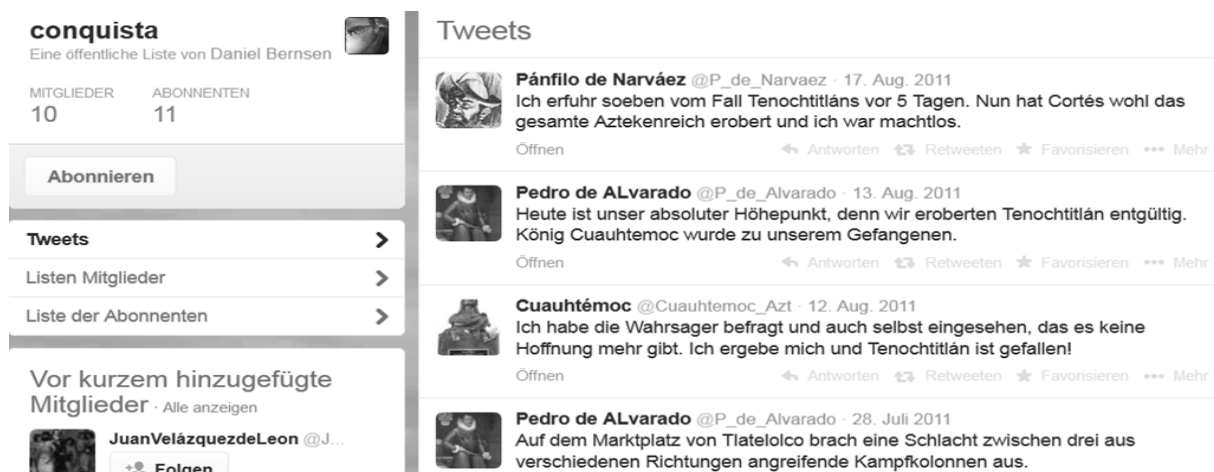 conquista
Eine öffentliche Liste von Daniel Bernsen
MITGLIEDER ABONNENTEN
10 11
Abonnieren
Tweets
Listen Mitglieder
Liste der Abonnenten
Vor kurzem hinzugefügte
Mitglieder · Alle anzeigen
JuanVelázquezdeLeon @J...
Folgen
Tweets
Pánfilo de Narváez @P_de_Narvaez · 17. Aug. 2011
Ich erfuhr soeben vom Fall Tenochtitláns vor 5 Tagen. Nun hat Cortés wohl das
gesamte Aztekenreich erobert und ich war machtlos.
Öffnen Antworten Retweeten Favorisieren Mehr
Pedro de ALvarado @P_de_Alvarado · 13. Aug. 2011
Heute ist unser absoluter Höhepunkt, denn wir eroberten Tenochtitlán entgültig.
König Cuauhtemoc wurde zu unserem Gefangenen.
Öffnen Antworten Retweeten Favorisieren Mehr
Cuauhtémoc @Cuauhtemoc_Azt · 12. Aug. 2011
Ich habe die Wahrsager befragt und auch selbst eingesehen, das es keine
Hoffnung mehr gibt. Ich ergebe mich und Tenochtitlán ist gefallen!
Öffnen Antworten Retweeten Favorisieren Mehr
Pedro de ALvarado @P_de_Alvarado · 28. Juli 2011
Auf dem Marktplatz von Tlatelolco brach eine Schlacht zwischen drei aus
verschiedenen Richtungen angreifende Kampfkolonnen aus.